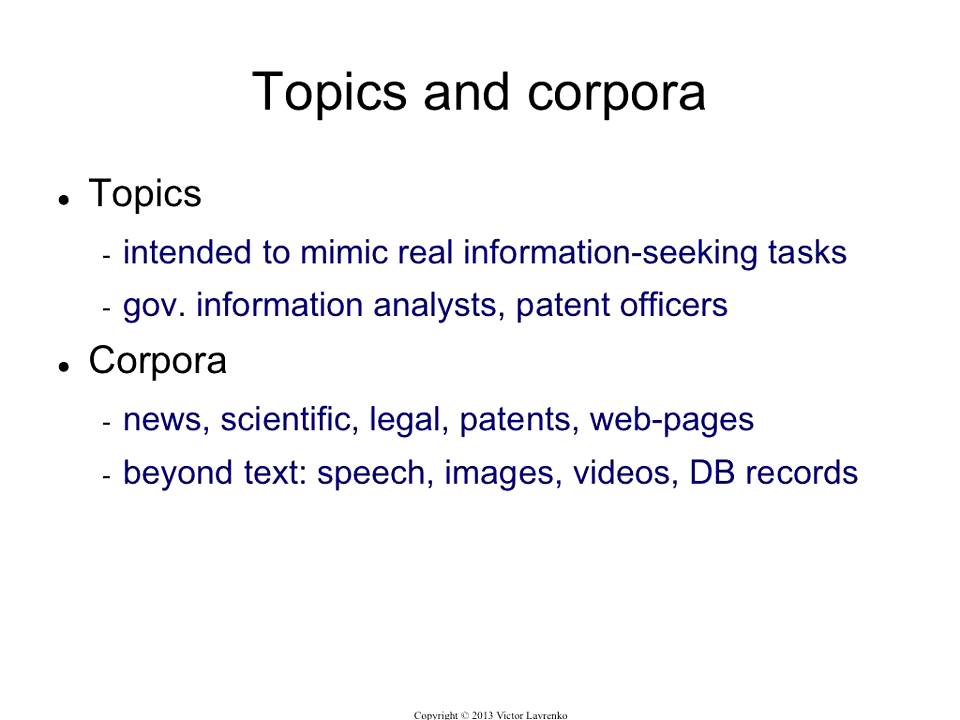 Topics and corpora
● Topics
- intended to mimic real information-seeking tasks
- gov. information analysts, patent officers
● Corpora
- news, scientific, legal, patents, web-pages
- beyond text: speech, images, videos, DB records
Copyright © 2013 Victor Lavrenko